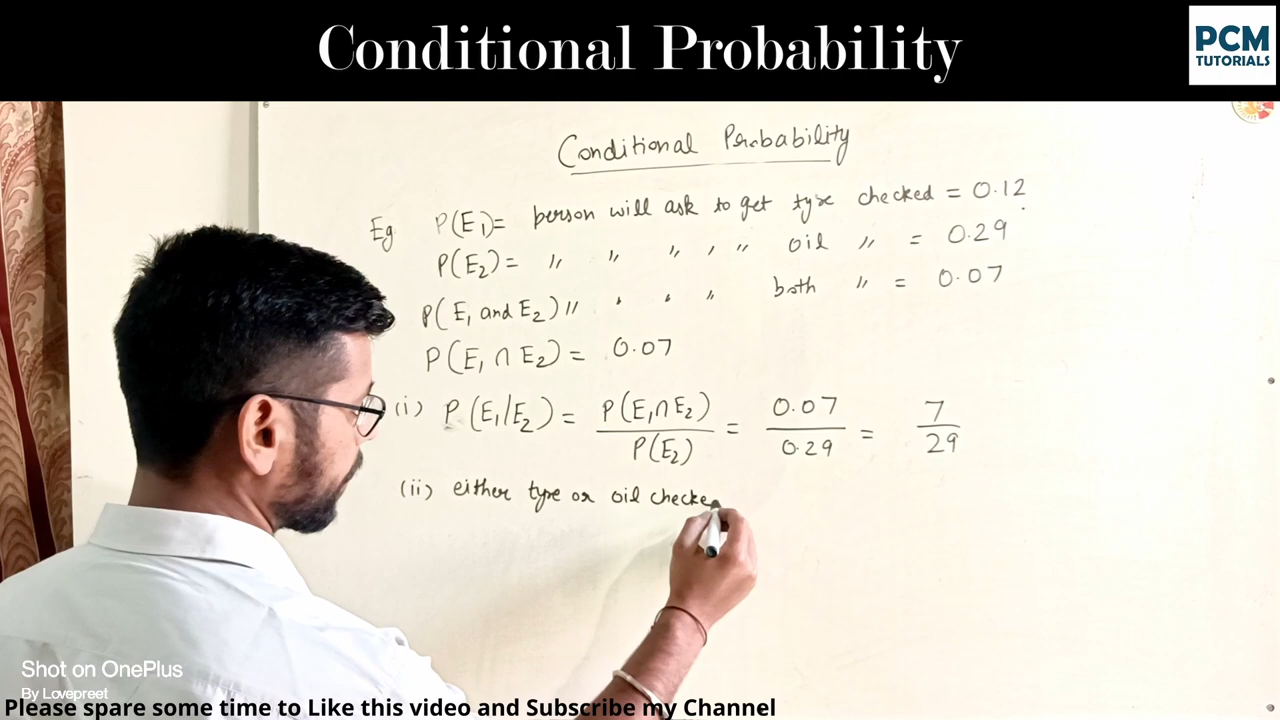 Conditional Probability
PCM
TUTORIALS
Conditional Probability
Eg P(E₁)= person will ask to get tyre checked = 0.12
P(E₂)= " " " , " oil " = 0.29
P(E₁ and E₂) " " " " both " = 0.07
P(E₁ ∩ E₂) = 0.07
(i) P(E₁/E₂) = P(E₁∩E₂)/P(E₂) = 0.07/0.29 = 7/29
(ii) either tyre or oil checke
Shot on OnePlus
By Lovepreet
Please spare some time to Like this video and Subscribe my Channel